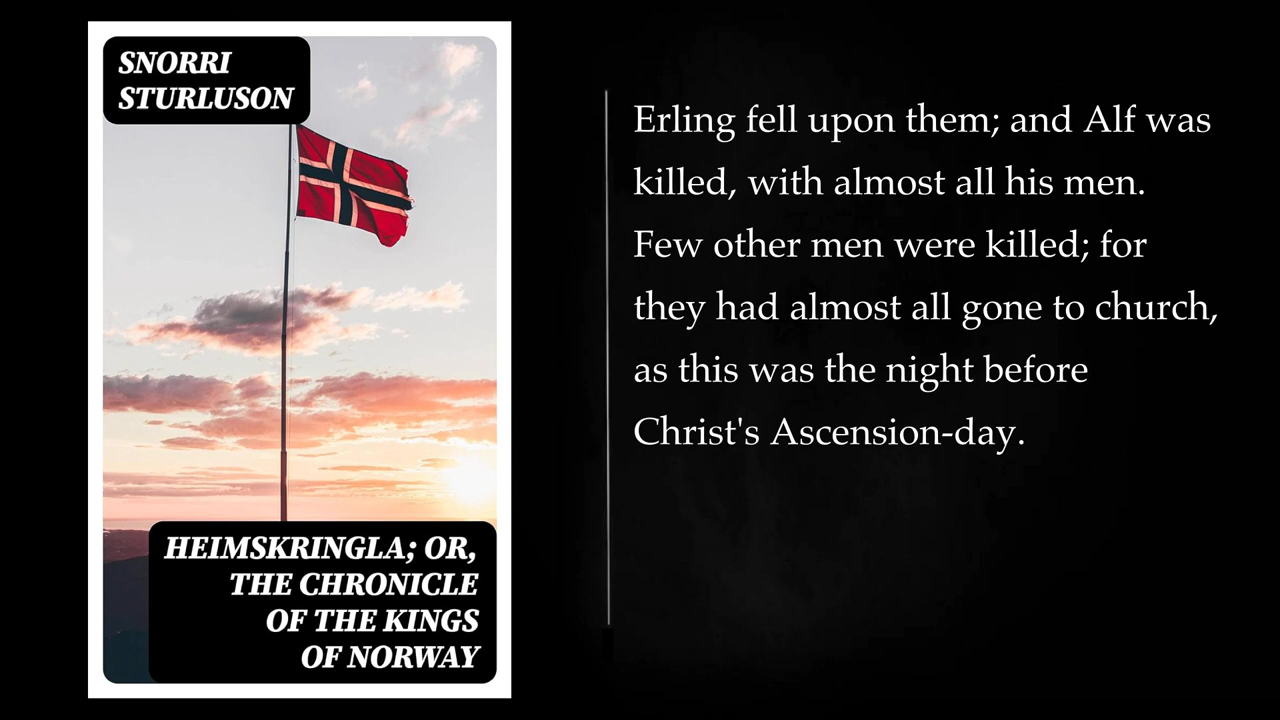 SNORRI
STURLUSON
HEIMSKRINGLA; OR,
THE CHRONICLE
OF THE KINGS
OF NORWAY
Erling fell upon them; and Alf was
killed, with almost all his men.
Few other men were killed; for
they had almost all gone to church,
as this was the night before
Christ's Ascension-day.